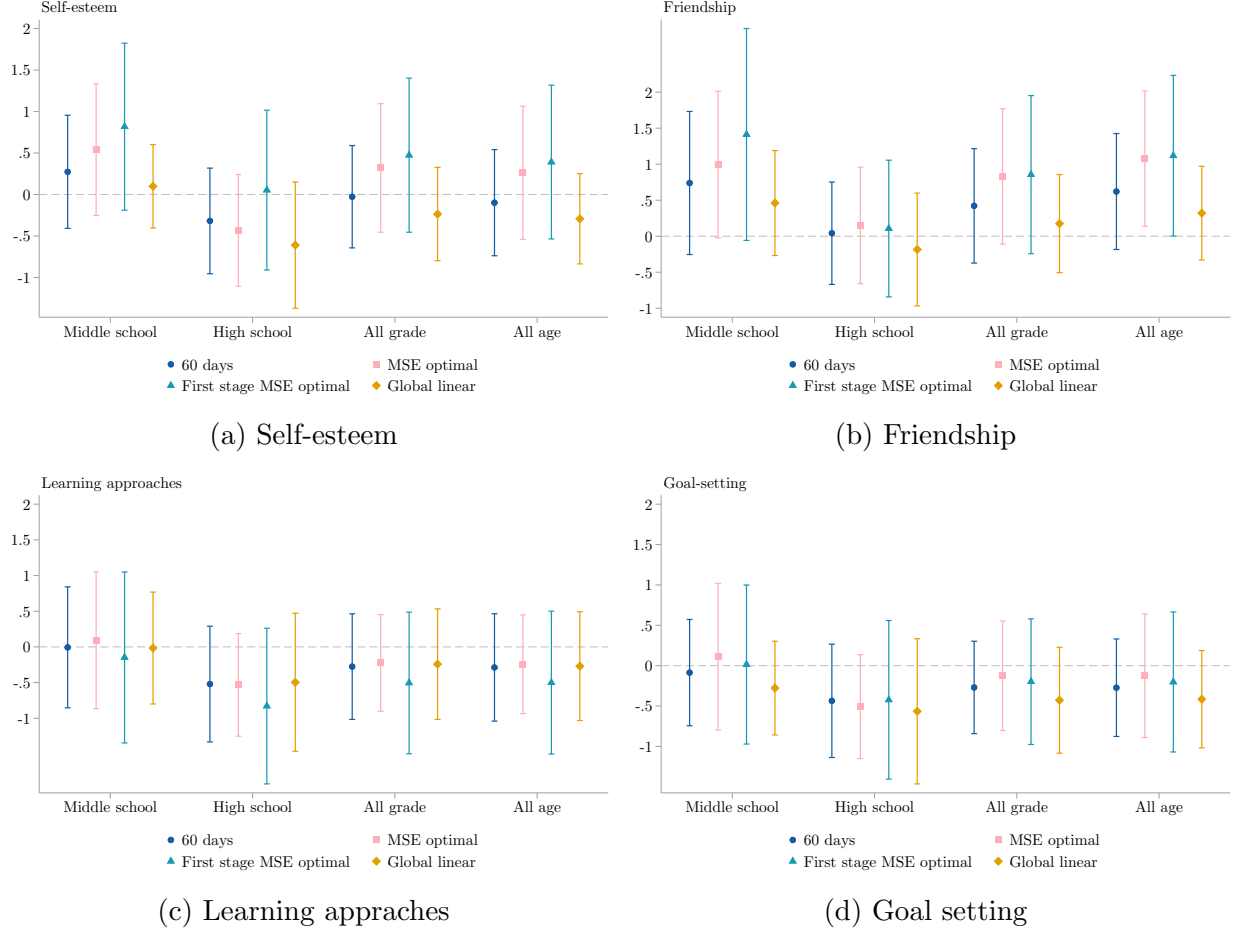 Self-esteem
2
1.5
1
.5
0
-.5
-1
Middle school High school All grade All age
60 days MSE optimal
First stage MSE optimal Global linear
(a) Self-esteem
Friendship
2
1.5
1
.5
0
-.5
-1
Middle school High school All grade All age
60 days MSE optimal
First stage MSE optimal Global linear
(b) Friendship
Learning approaches
2
1.5
1
.5
0
-.5
-1
Middle school High school All grade All age
60 days MSE optimal
First stage MSE optimal Global linear
(c) Learning appraches
Goal-setting
2
1.5
1
.5
0
-.5
-1
Middle school High school All grade All age
60 days MSE optimal
First stage MSE optimal Global linear
(d) Goal setting